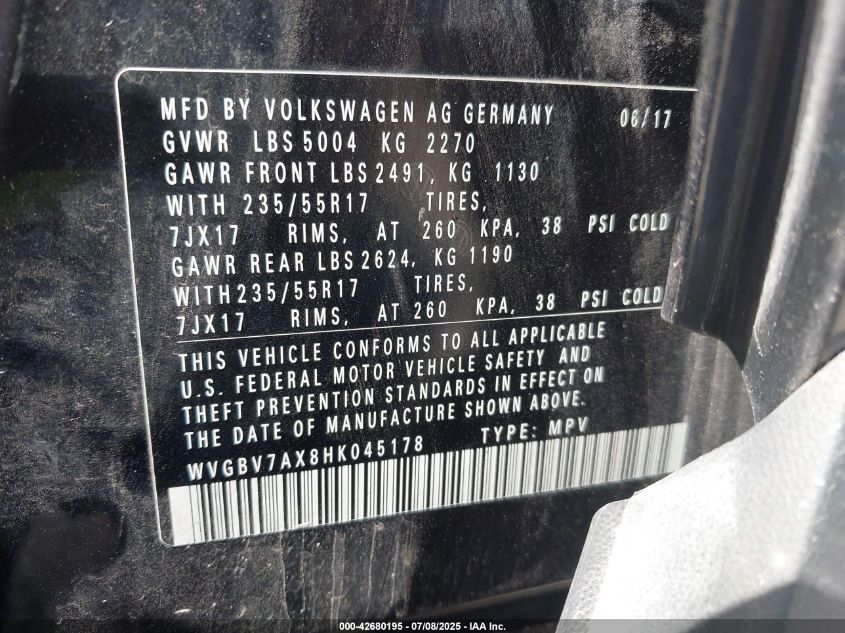 MFD BY VOLKSWAGEN AG GERMANY 06/17
GVWR LBS 5004 KG 2270
GAWR FRONT LBS 2491, KG 1130
WITH 235/55R17 TIRES,
7JX17 RIMS, AT 260 KPA, 38 PSI COLD
GAWR REAR LBS 2624, KG 1190
WITH 235/55R17 TIRES,
7JX17 RIMS, AT 260 KPA, 38 PSI COLD
THIS VEHICLE CONFORMS TO ALL APPLICABLE
U.S. FEDERAL MOTOR VEHICLE SAFETY AND
THEFT PREVENTION STANDARDS IN EFFECT ON
THE DATE OF MANUFACTURE SHOWN ABOVE.
WVGBV7AX8HK045178 TYPE: MPV
000-42680195 - 07/08/2025 - IAA Inc.